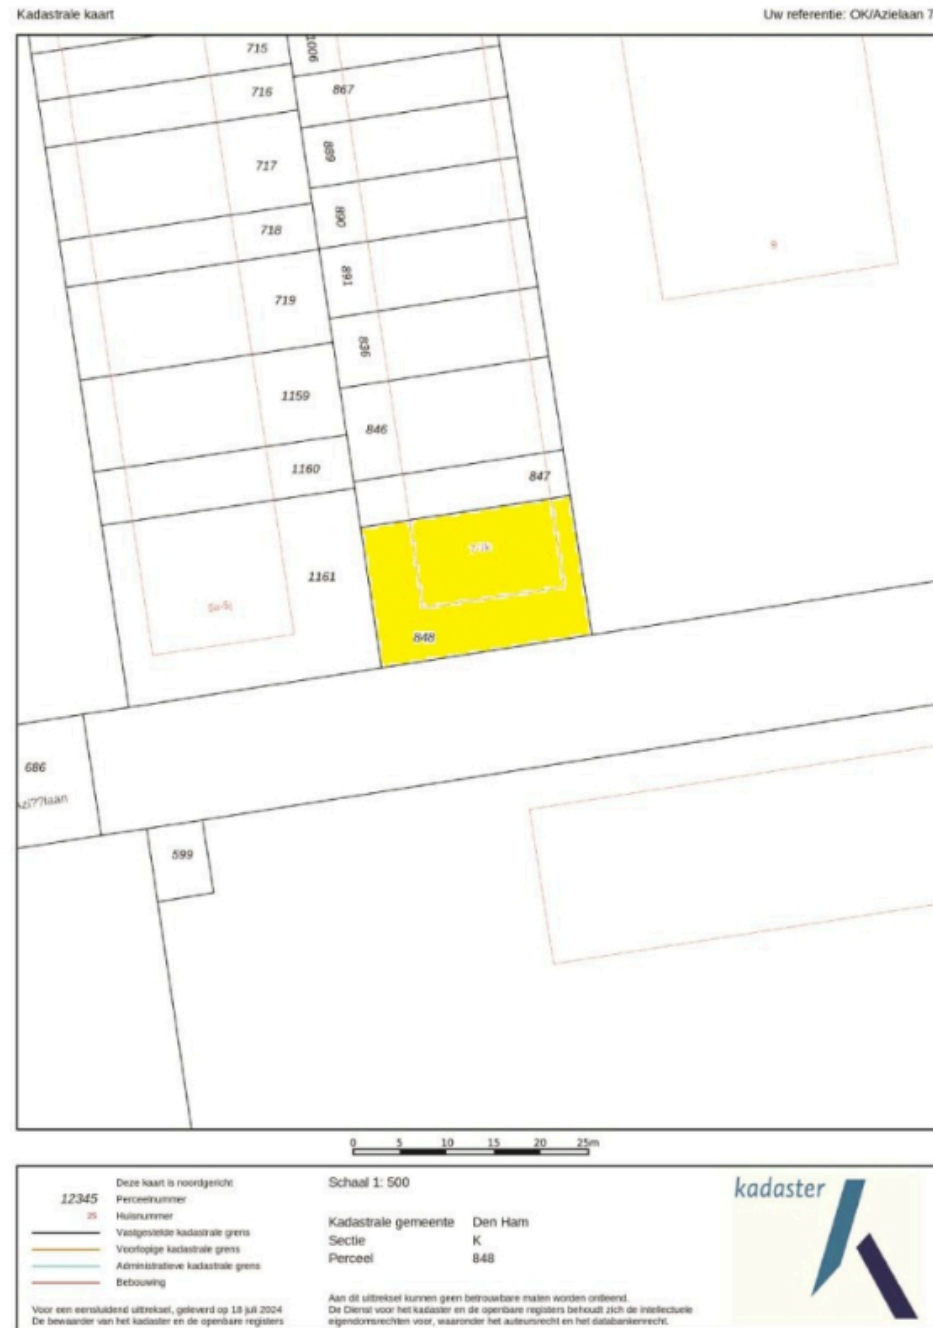 Kadastrale kaart
Uw referentie: OK/Azielaan 7
715
1006
716
867
717
889
890
718
9
891
719
836
1159
846
1160
847
1161
848
686
Azi??laan
599
0 5 10 15 20 25m
Deze kaart is noordgericht
12345 Perceelnummer
25 Huisnummer
Vastgestelde kadastrale grens
Voorlopige kadastrale grens
Administratieve kadastrale grens
Bebouwing
Voor een eensluidend uittreksel, geleverd op 18 juli 2024
De bewaarder van het kadaster en de openbare registers
Schaal 1: 500
Kadastrale gemeente Den Ham
Sectie K
Perceel 848
Aan dit uittreksel kunnen geen betrouwbare maten worden ontleend.
De Dienst voor het kadaster en de openbare registers behoudt zich de intellectuele
eigendomsrechten voor, waaronder het auteursrecht en het databankenrecht.
kadaster